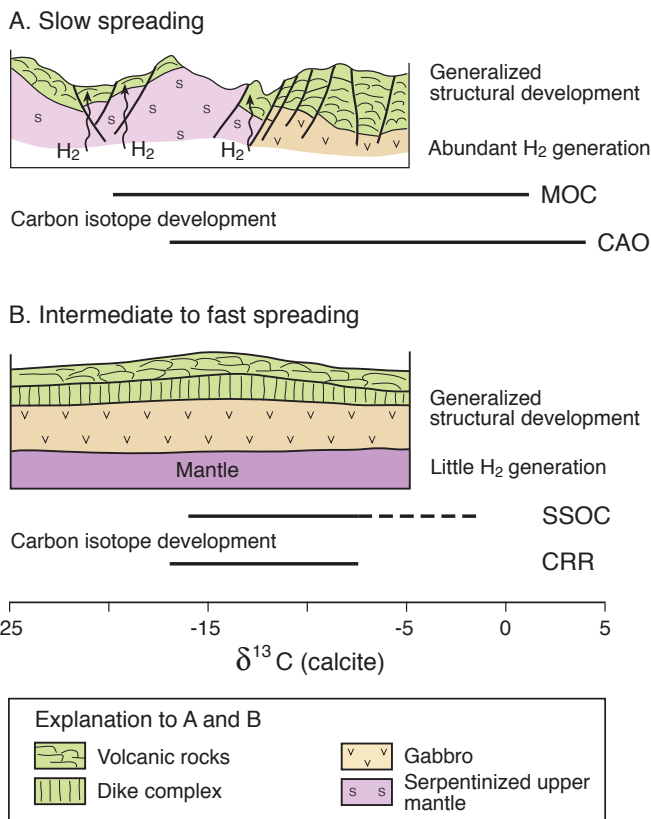 A. Slow spreading
Generalized
structural development
S S S S S S S
V V V V V
H2 H2 H2
Abundant H2 generation
MOC
Carbon isotope development
CAO
B. Intermediate to fast spreading
Generalized
structural development
V V V V V V V V V
V V V V V V V
Mantle
Little H2 generation
SSOC
Carbon isotope development
CRR
25 -15 -5 0 5
δ13 C (calcite)
Explanation to A and B
Volcanic rocks
V V V
Gabbro
Dike complex
S S
Serpentinized upper
mantle